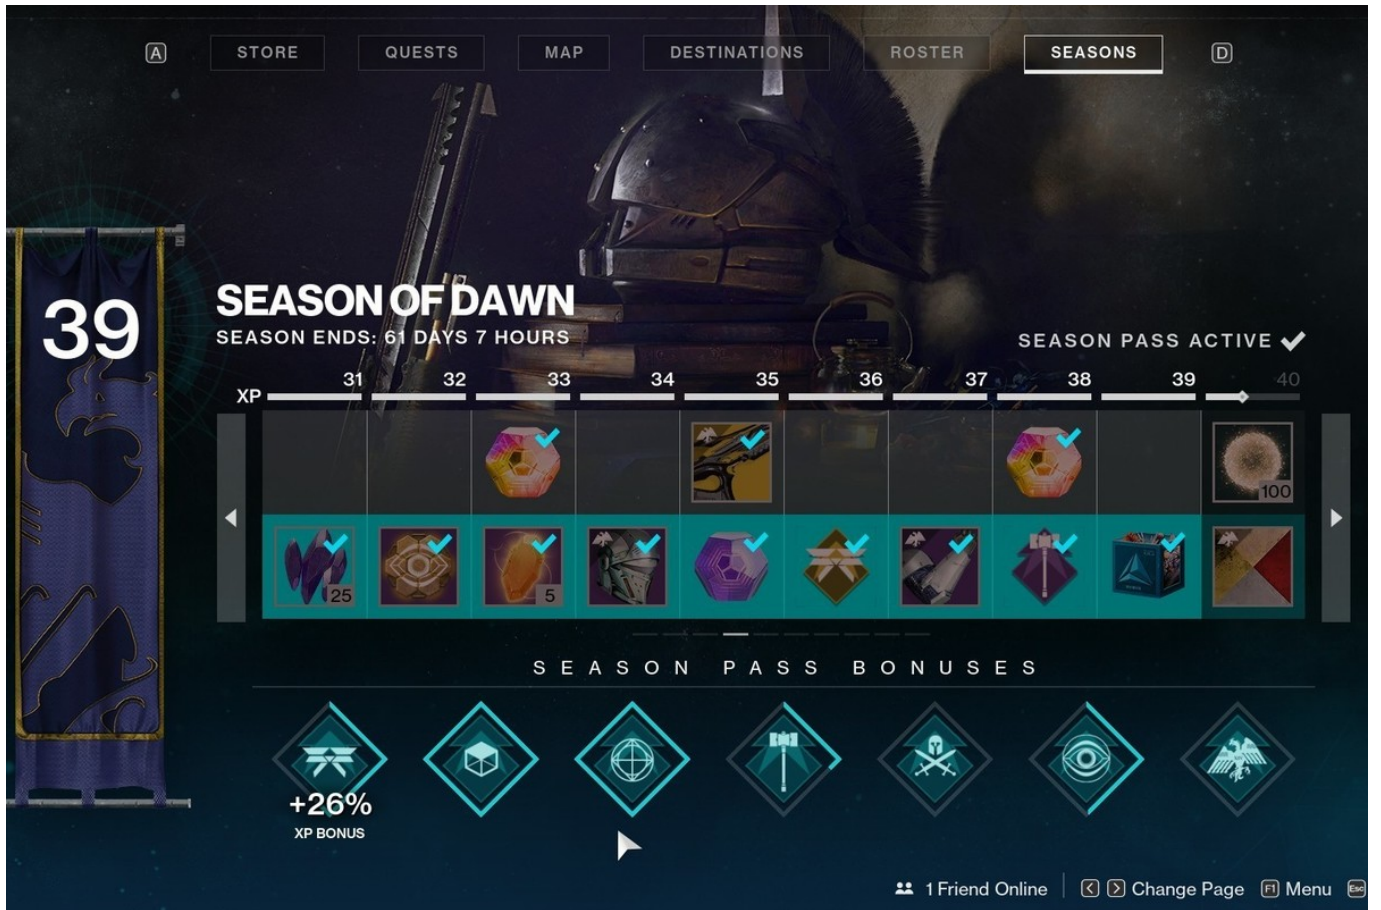 A STORE QUESTS MAP DESTINATIONS ROSTER SEASONS D
39
SEASON OF DAWN
SEASON ENDS: 61 DAYS 7 HOURS
SEASON PASS ACTIVE
XP 31 32 33 34 35 36 37 38 39 40
100
25 5
SEASON PASS BONUSES
+26%
XP BONUS
1 Friend Online < > Change Page F1 Menu Esc